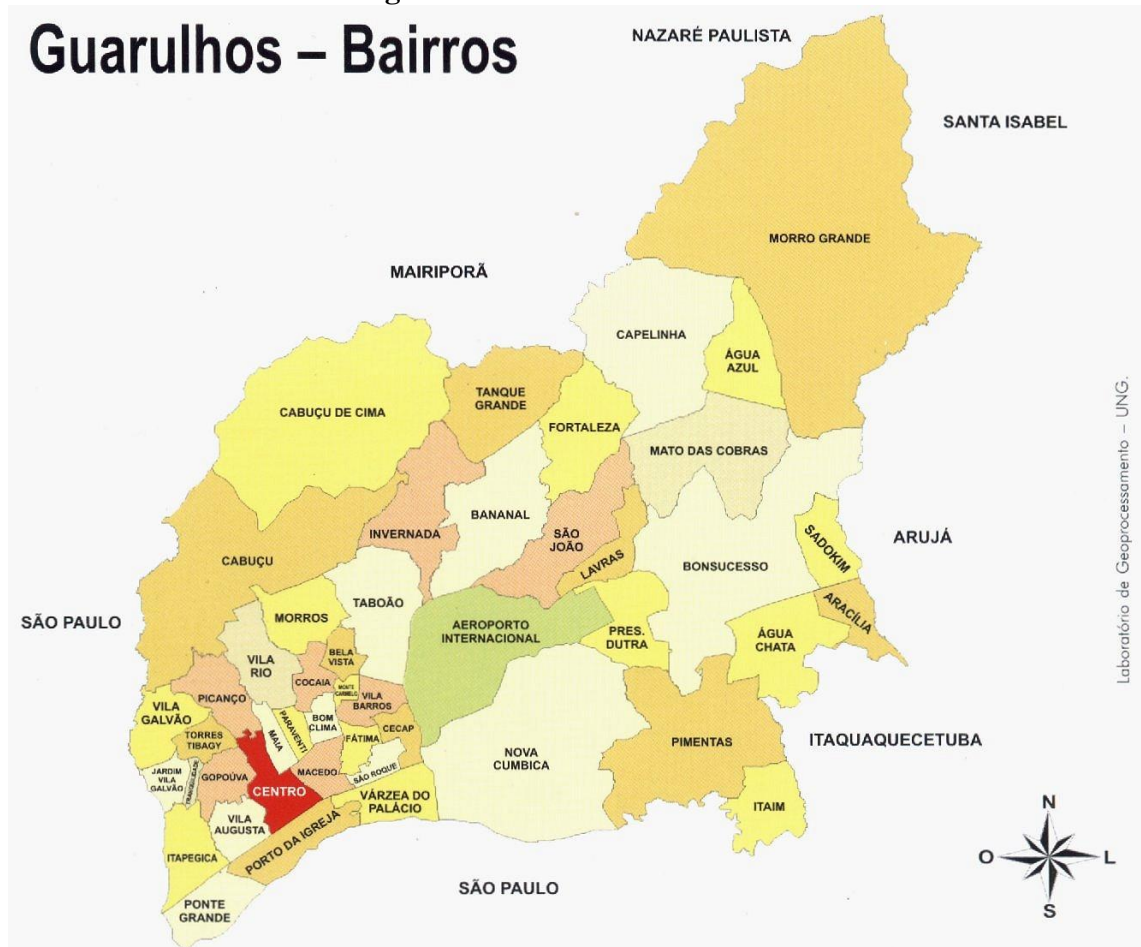 Guarulhos – Bairros
NAZARÉ PAULISTA
SANTA ISABEL
MORRO GRANDE
MAIRIPORÃ
CAPELINHA
ÁGUA
AZUL
TANQUE
GRANDE
CABUÇU DE CIMA
FORTALEZA
MATO DAS COBRAS
BANANAL
INVERNADA
SÃO
JOÃO
SADOKIM
ARUJÁ
CABUÇU
LAVRAS
BONSUCESSO
TABOÃO
ARACÍLIA
SÃO PAULO
MORROS
AEROPORTO
INTERNACIONAL
PRES.
DUTRA
ÁGUA
CHATA
VILA
RIO
BELA
VISTA
COCAIA
MONTE
CARMELO
PICANÇO
VILA
BARROS
VILA
GALVÃO
MAIA
PARAVENTI
BOM
CLIMA
FÁTIMA
CECAP
TORRES
TIBAGY
NOVA
CUMBICA
PIMENTAS
ITAQUAQUECETUBA
JARDIM
VILA
GALVÃO
TRANQUILIDADE
GOPOÚVA
CENTRO
MACEDO
SÃO ROQUE
VÁRZEA DO
PALÁCIO
ITAIM
VILA
AUGUSTA
PORTO DA IGREJA
ITAPEGICA
SÃO PAULO
PONTE
GRANDE
N
O
L
S
Laboratório de Geoprocessamento – UNG.